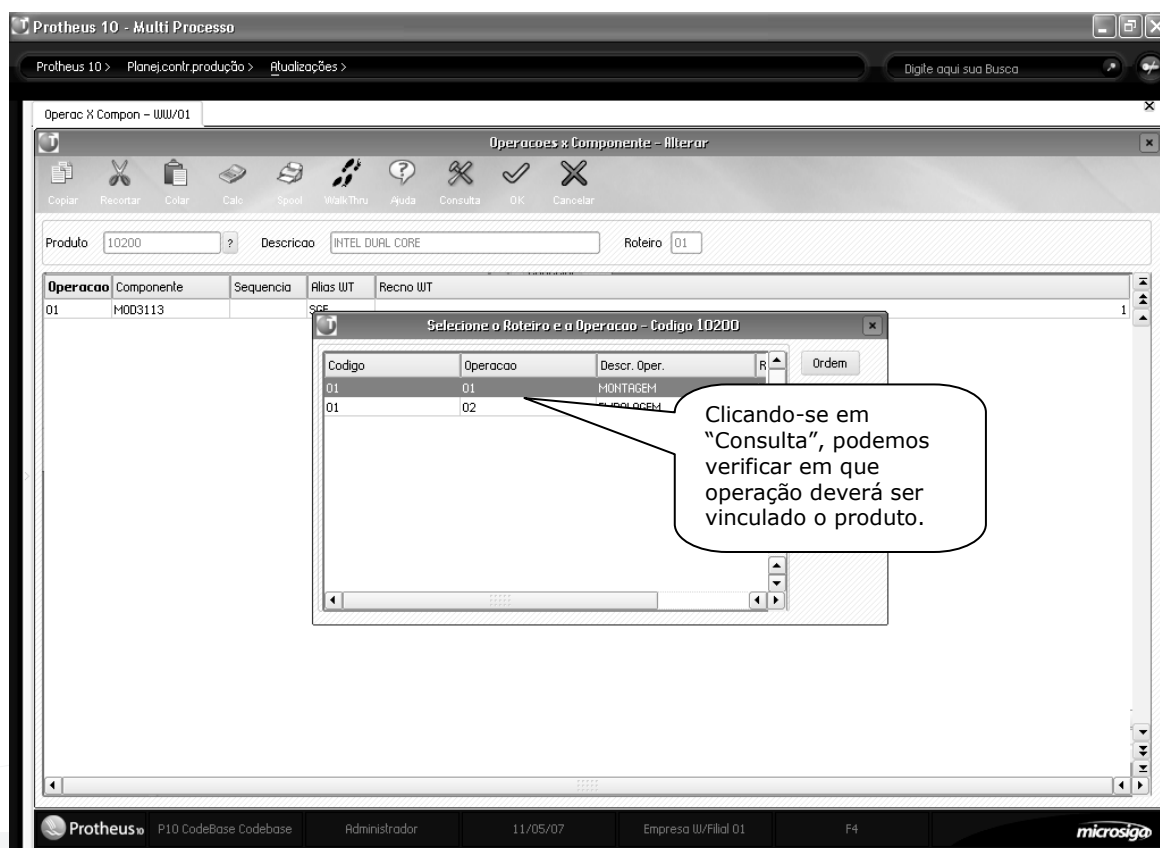 Protheus 10 - Multi Processo
Protheus 10 > Planej.contr.produção > Atualizações >
Digite aqui sua Busca
Operac X Compon - WW/01
Operacoes x Componente - Alterar
Copiar Recortar Colar Calc Spool WalkThru Ajuda Consulta OK Cancelar
Produto 10200 ? Descricao INTEL DUAL CORE Roteiro 01
Operacao Componente Sequencia Alias WT Recno WT
01 MOD3113 1
Selecione o Roteiro e a Operacao - Codigo 10200
Codigo Operacao Descr. Oper. R Ordem
01 01 MONTAGEM
01 02
Clicando-se em
“Consulta”, podemos
verificar em que
operação deverá ser
vinculado o produto.
Protheus 10 P10 CodeBase Codebase Administrador 11/05/07 Empresa W/Filial 01 F4 microsiga